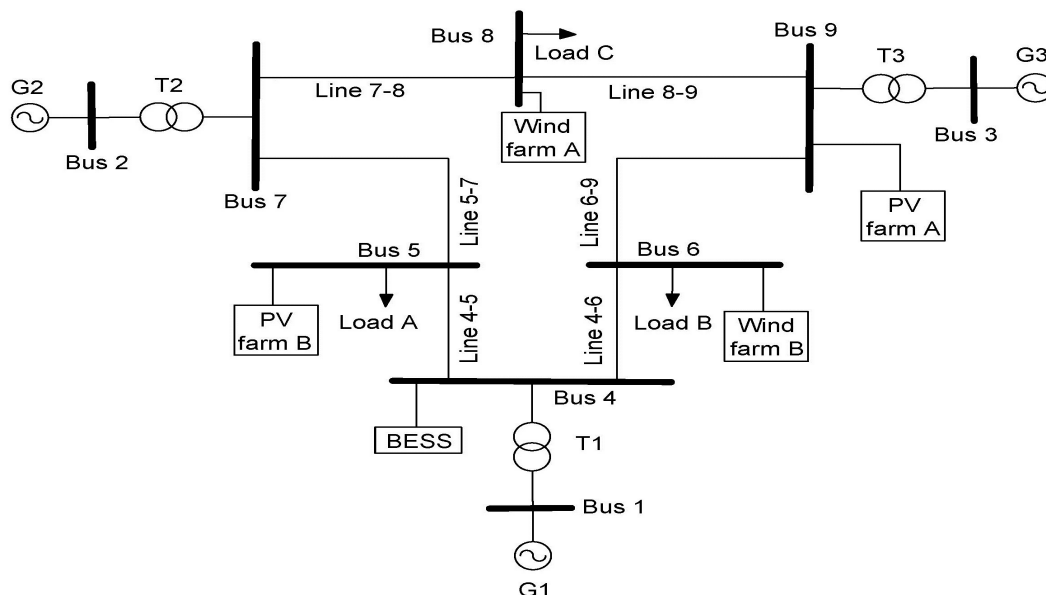 Bus 8
Load C
Bus 9
G2
T2
T3
G3
Line 7-8
Line 8-9
Wind
farm A
Bus 2
Bus 3
Bus 7
PV
farm A
Line 5-7
Line 6-9
Bus 5
Bus 6
PV
farm B
Load A
Line 4-5
Line 4-6
Load B
Wind
farm B
Bus 4
BESS
T1
Bus 1
G1